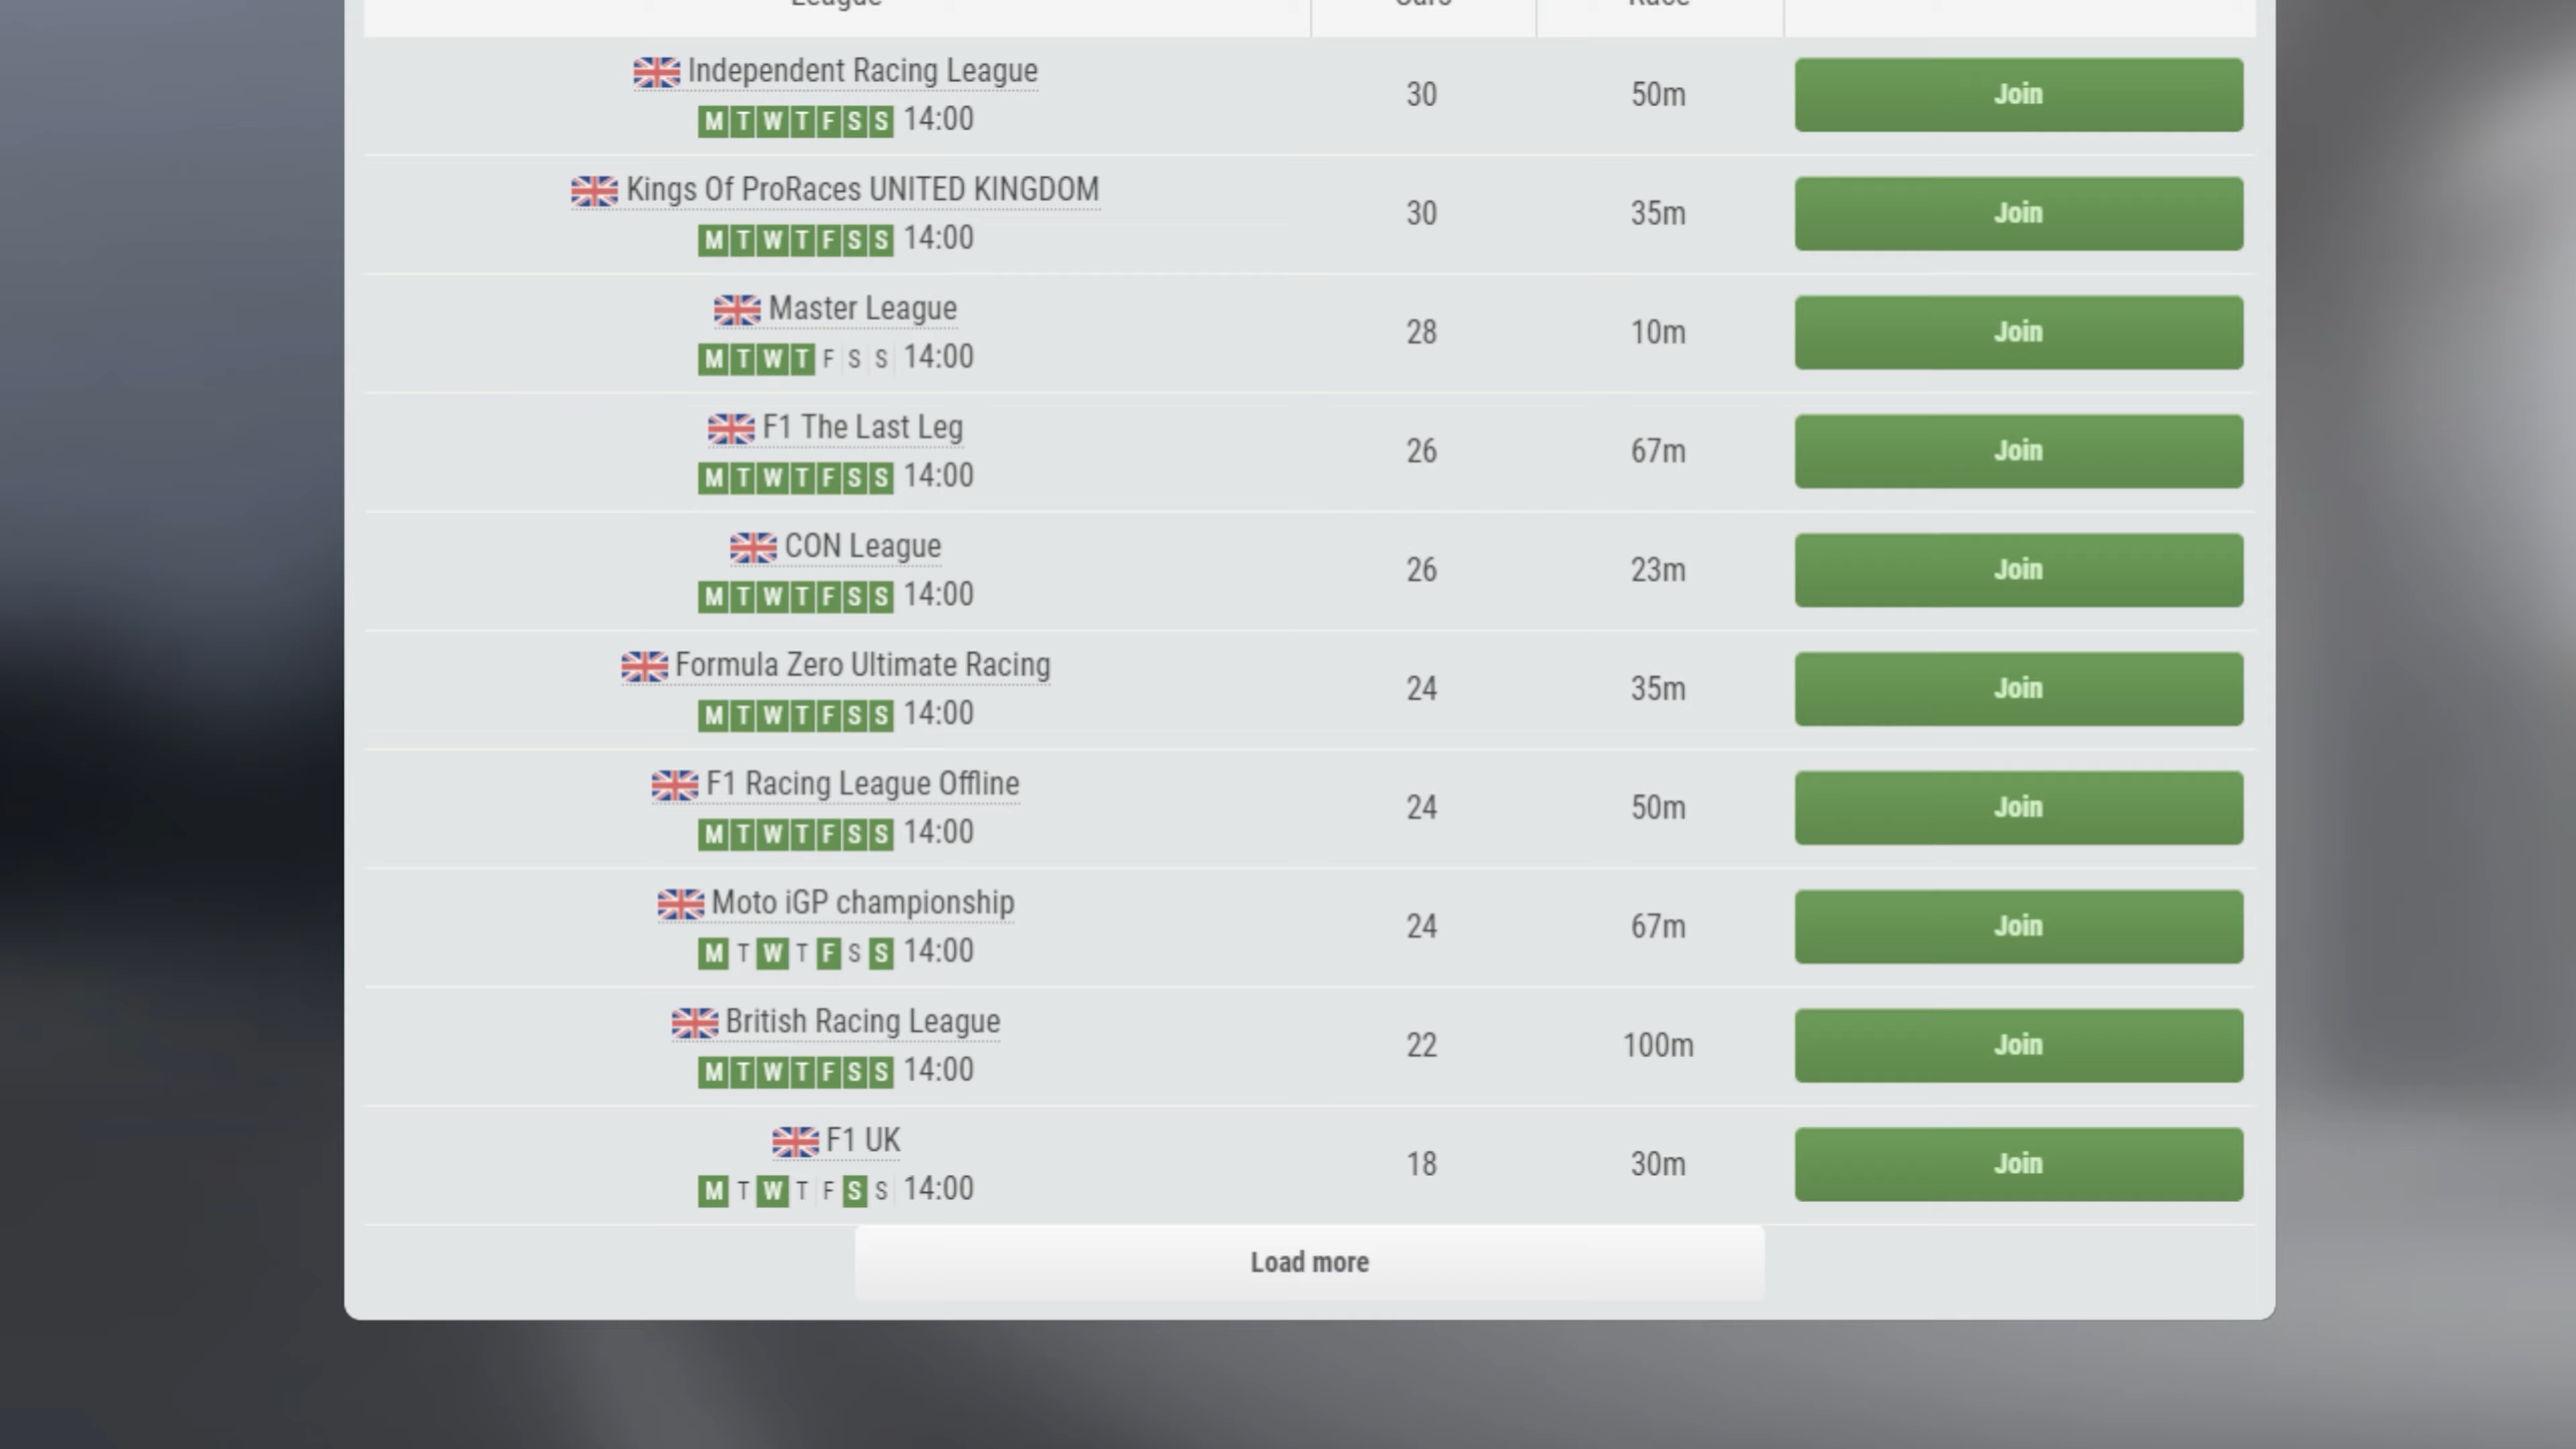 League Cars Race
Independent Racing League
M T W T F S S 14:00
30 50m Join
Kings Of ProRaces UNITED KINGDOM
M T W T F S S 14:00
30 35m Join
Master League
M T W T F S S 14:00
28 10m Join
F1 The Last Leg
M T W T F S S 14:00
26 67m Join
CON League
M T W T F S S 14:00
26 23m Join
Formula Zero Ultimate Racing
M T W T F S S 14:00
24 35m Join
F1 Racing League Offline
M T W T F S S 14:00
24 50m Join
Moto iGP championship
M T W T F S S 14:00
24 67m Join
British Racing League
M T W T F S S 14:00
22 100m Join
F1 UK
M T W T F S S 14:00
18 30m Join
Load more